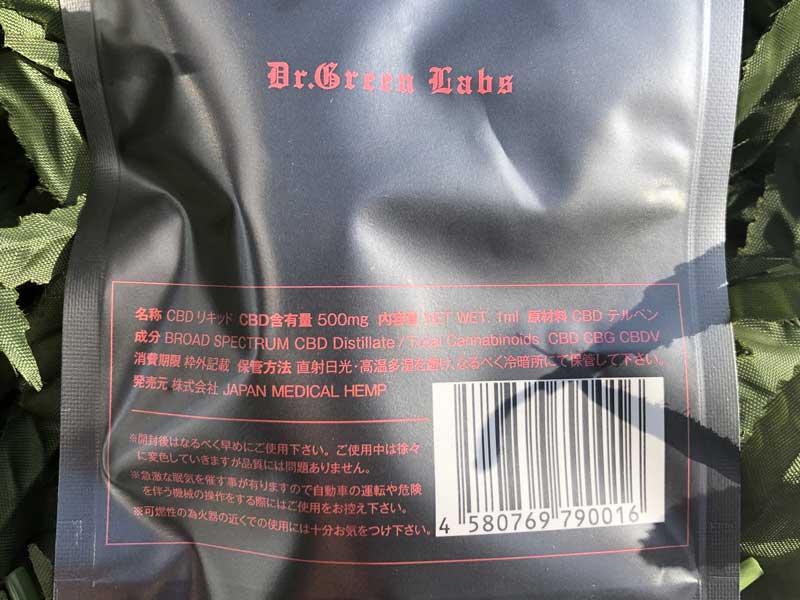 Dr.Green Labs
名称 CBD リキッド CBD含有量 500mg 内容量 NET WET. 1ml 原材料 CBD テルペン
成分 BROAD SPECTRUM CBD Distillate / Total Cannabinoids CBD CBG CBDV
消費期限 枠外記載 保管方法 直射日光・高温多湿を避け、なるべく冷暗所にて保管して下さい。
発売元 株式会社 JAPAN MEDICAL HEMP
※開封後はなるべく早めにご使用下さい。ご使用中は徐々
に変色していきますが品質には問題ありません。
※急激な眠気を催す事が有りますので自動車の運転や危険
を伴う機械の操作をする際にはご使用をお控え下さい。
※可燃性の為火器の近くでの使用には十分お気をつけ下さい。
4 580769 790016